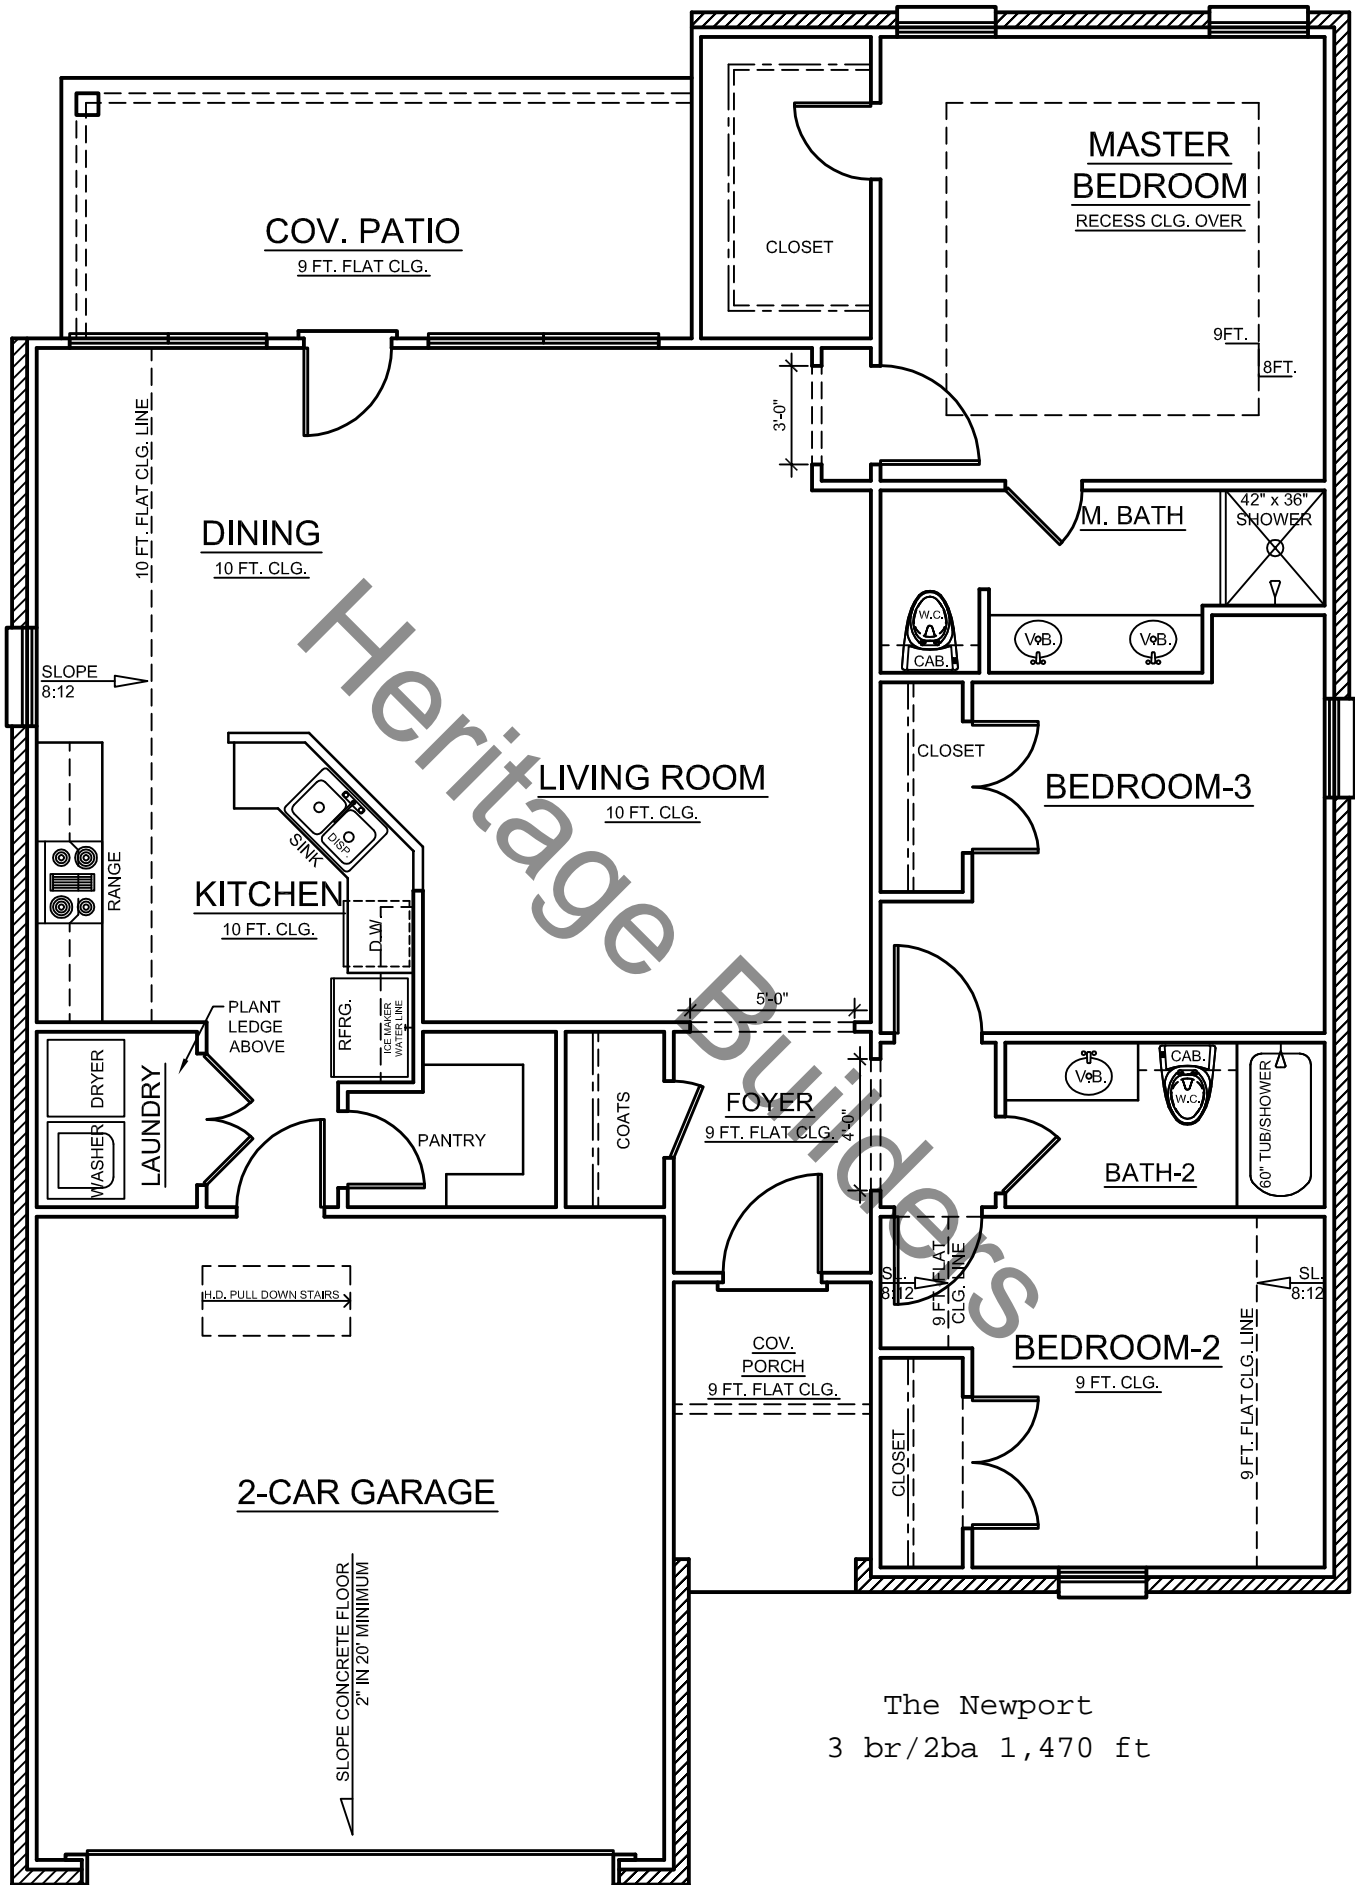 MASTER
BEDROOM
RECESS CLG. OVER
COV. PATIO
9 FT. FLAT CLG.
CLOSET
9FT.
8FT.
3'-0"
10 FT. FLAT CLG. LINE
DINING
10 FT. CLG.
M. BATH
42" x 36"
SHOWER
W.C.
CAB.
V.B.
V.B.
SLOPE
8:12
CLOSET
BEDROOM-3
LIVING ROOM
10 FT. CLG.
SINK
DISP.
RANGE
KITCHEN
10 FT. CLG.
D.W.
RFRG.
ICE MAKER
WATER LINE
PLANT
LEDGE
ABOVE
5'-0"
DRYER
WASHER
LAUNDRY
PANTRY
COATS
FOYER
9 FT. FLAT CLG.
4'-0"
V.B.
CAB.
W.C.
60" TUB/SHOWER
BATH-2
H.D. PULL DOWN STAIRS
SL.
8:12
9 FT. FLAT
CLG. LINE
SL.
8:12
BEDROOM-2
9 FT. CLG.
9 FT. FLAT CLG. LINE
COV.
PORCH
9 FT. FLAT CLG.
CLOSET
2-CAR GARAGE
SLOPE CONCRETE FLOOR
2" IN 20' MINIMUM
The Newport
3 br/2ba 1,470 ft
Heritage Builders